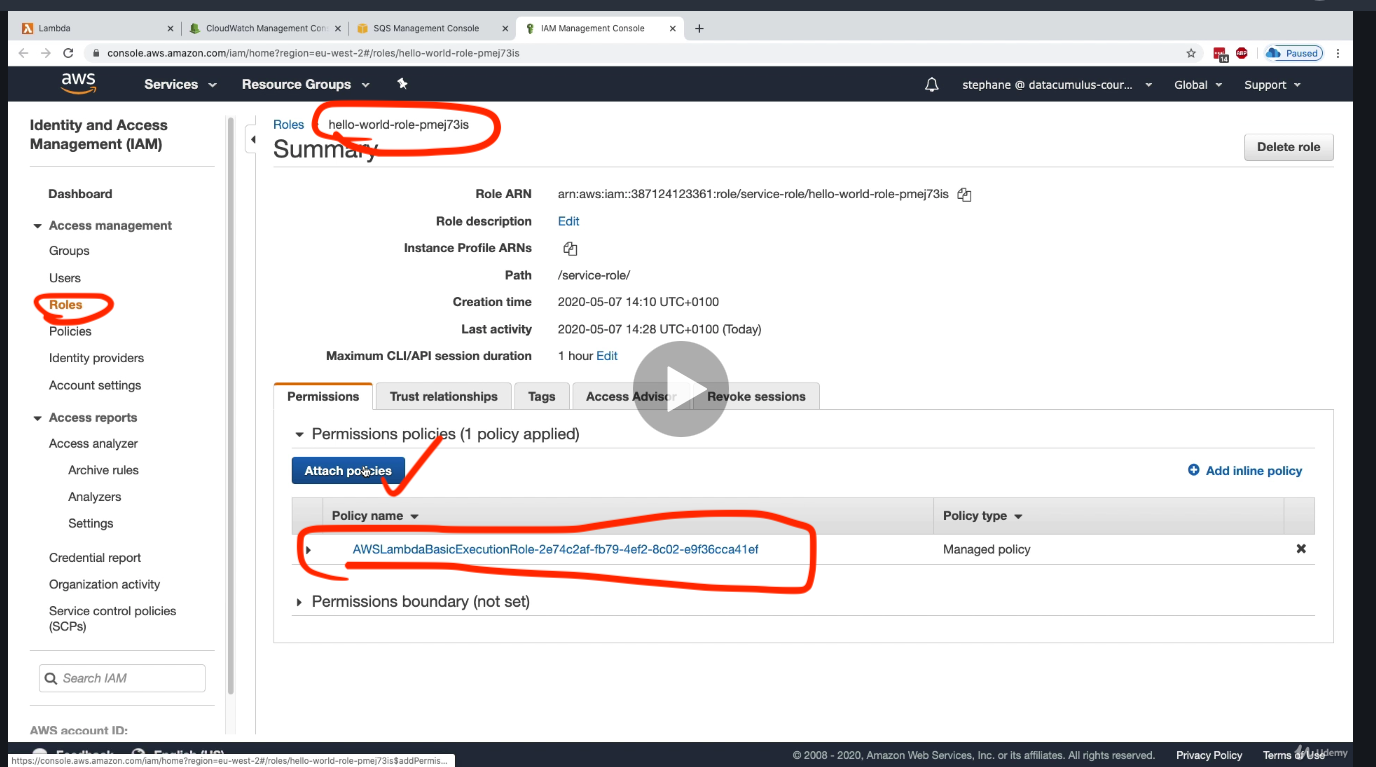 Lambda
CloudWatch Management Con
SQS Management Console
IAM Management Console
console.aws.amazon.com/iam/home?region=eu-west-2#/roles/hello-world-role-pmej73is
14
ABP
Paused
aws
Services
Resource Groups
stephane @ datacumulus-cour...
Global
Support
Identity and Access
Management (IAM)
Dashboard
Access management
Groups
Users
Roles
Policies
Identity providers
Account settings
Access reports
Access analyzer
Archive rules
Analyzers
Settings
Credential report
Organization activity
Service control policies
(SCPs)
Search IAM
AWS account ID:
Roles
hello-world-role-pmej73is
Summary
Delete role
Role ARN arn:aws:iam::387124123361:role/service-role/hello-world-role-pmej73is
Role description Edit
Instance Profile ARNs
Path /service-role/
Creation time 2020-05-07 14:10 UTC+0100
Last activity 2020-05-07 14:28 UTC+0100 (Today)
Maximum CLI/API session duration 1 hour Edit
Permissions Trust relationships Tags Access Advisor Revoke sessions
Permissions policies (1 policy applied)
Attach policies
Add inline policy
Policy name Policy type
AWSLambdaBasicExecutionRole-2e74c2af-fb79-4ef2-8c02-e9f36cca41ef Managed policy
Permissions boundary (not set)
Feedback English (US)
© 2008 - 2020, Amazon Web Services, Inc. or its affiliates. All rights reserved. Privacy Policy Terms of Use
Udemy
https://console.aws.amazon.com/iam/home?region=eu-west-2#/roles/hello-world-role-pmej73is$addPermis...